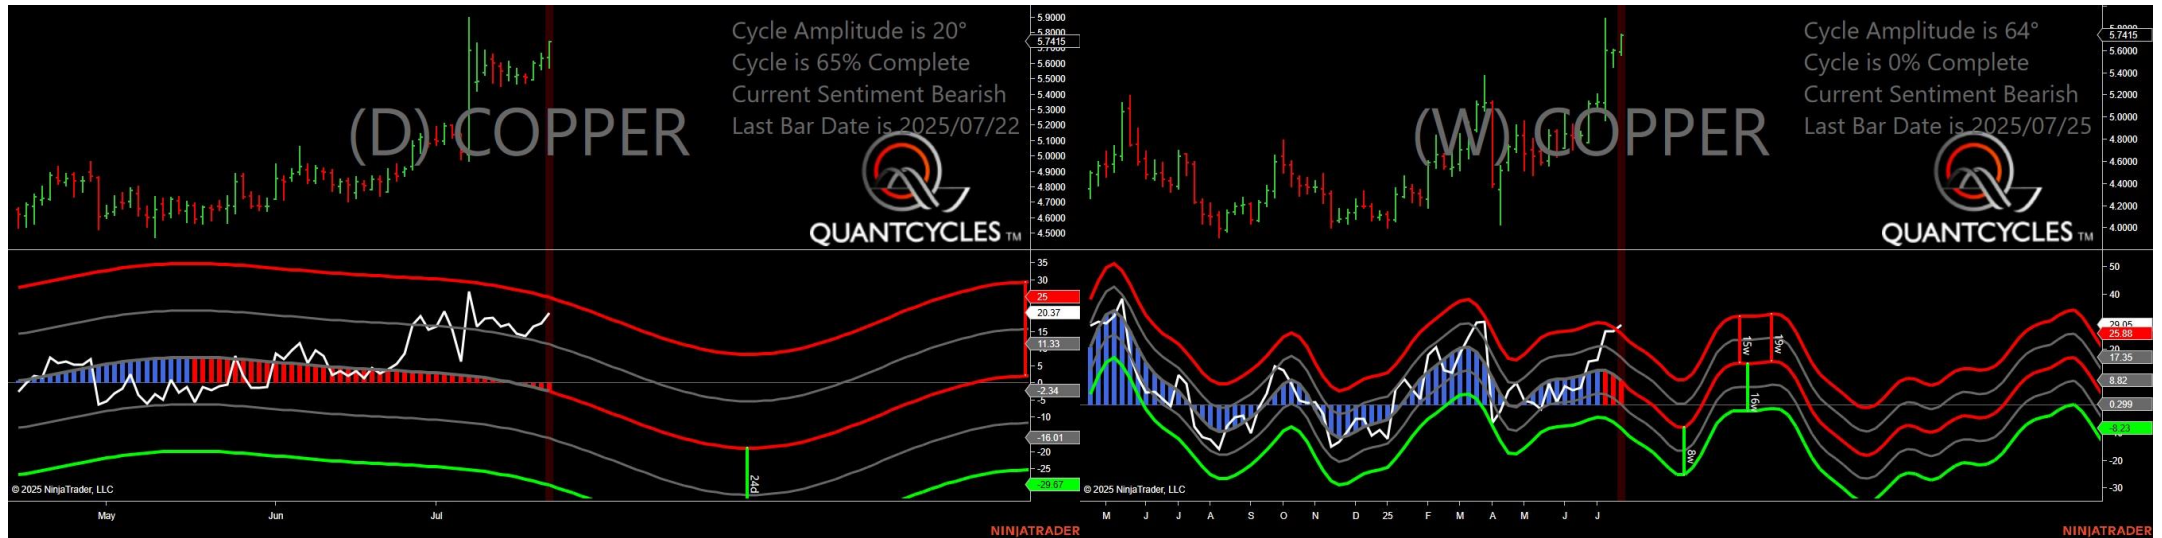 Cycle Amplitude is 20°
Cycle is 65% Complete
Current Sentiment Bearish
Last Bar Date is 2025/07/22
(D) COPPER
QUANTCYCLES TM
5.9000
5.8000
5.7415
5.6000
5.5000
5.4000
5.3000
5.2000
5.1000
5.0000
4.9000
4.8000
4.7000
4.6000
4.5000
35
30
25
20.37
15
11.33
5
0
-2.34
-5
-10
-16.01
-20
-25
-29.67
24d
© 2025 NinjaTrader, LLC
May
Jun
Jul
NINJATRADER
Cycle Amplitude is 64°
Cycle is 0% Complete
Current Sentiment Bearish
Last Bar Date is 2025/07/25
(W) COPPER
QUANTCYCLES TM
5.8000
5.7415
5.6000
5.4000
5.2000
5.0000
4.8000
4.6000
4.4000
4.2000
4.0000
50
40
29.05
25.88
20
17.35
8.82
0.299
-8.23
-20
-30
15w
19w
16w
8w
© 2025 NinjaTrader, LLC
M
J
J
A
S
O
N
D
25
F
M
A
M
J
J
NINJATRADER